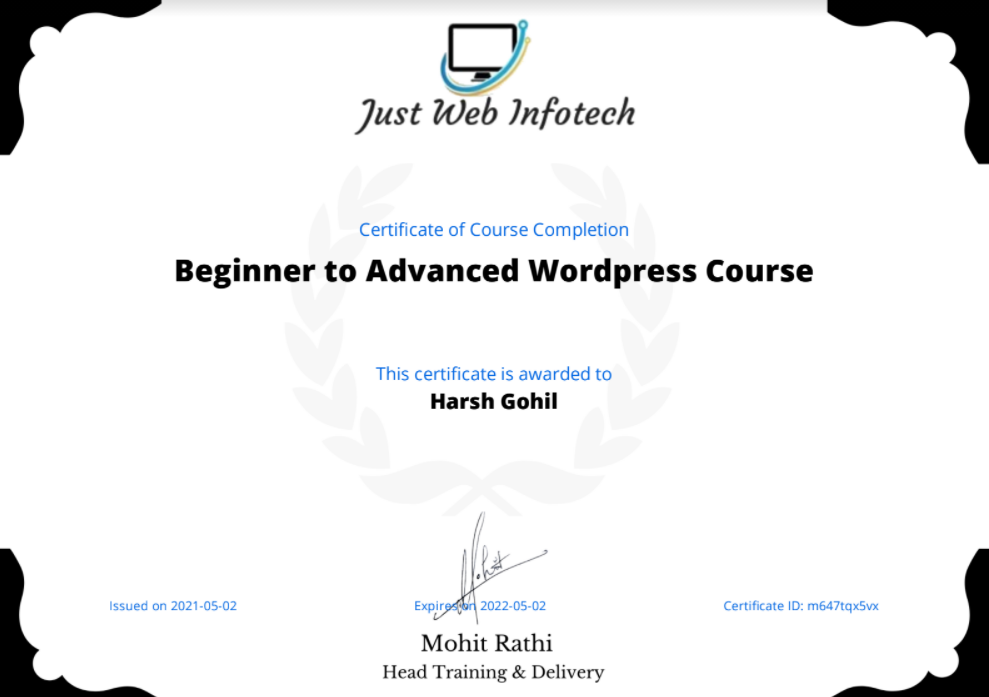 Just Web Infotech
Certificate of Course Completion
Beginner to Advanced Wordpress Course
This certificate is awarded to
Harsh Gohil
Mohit
Issued on 2021-05-02
Expires on 2022-05-02
Certificate ID: m647tqx5vx
Mohit Rathi
Head Training & Delivery